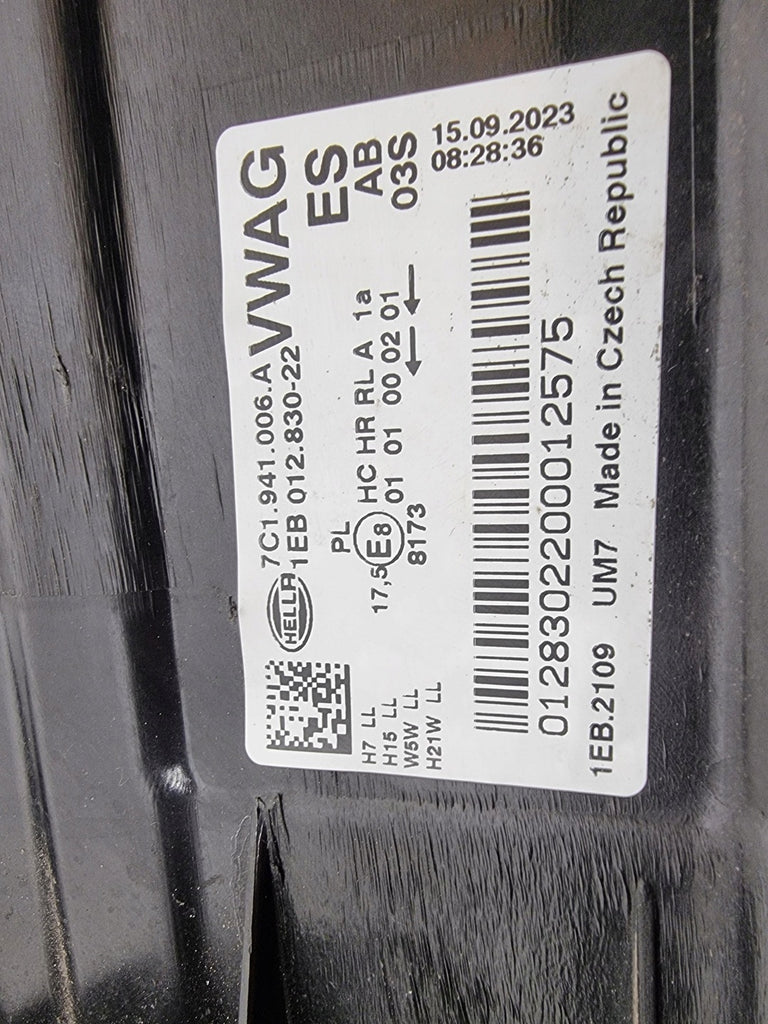 7C1.941.006.A VWAG
HELLA 1EB 012.830-22
ES
PL
AB
17,5 E8 HC HR RL A 1a
03S
01 01 00 02 01
8173
15.09.2023
08:28:36
H7 LL
H15 LL
W5W LL
H21W LL
01283022000012575
1EB.2109 UM7 Made in Czech Republic